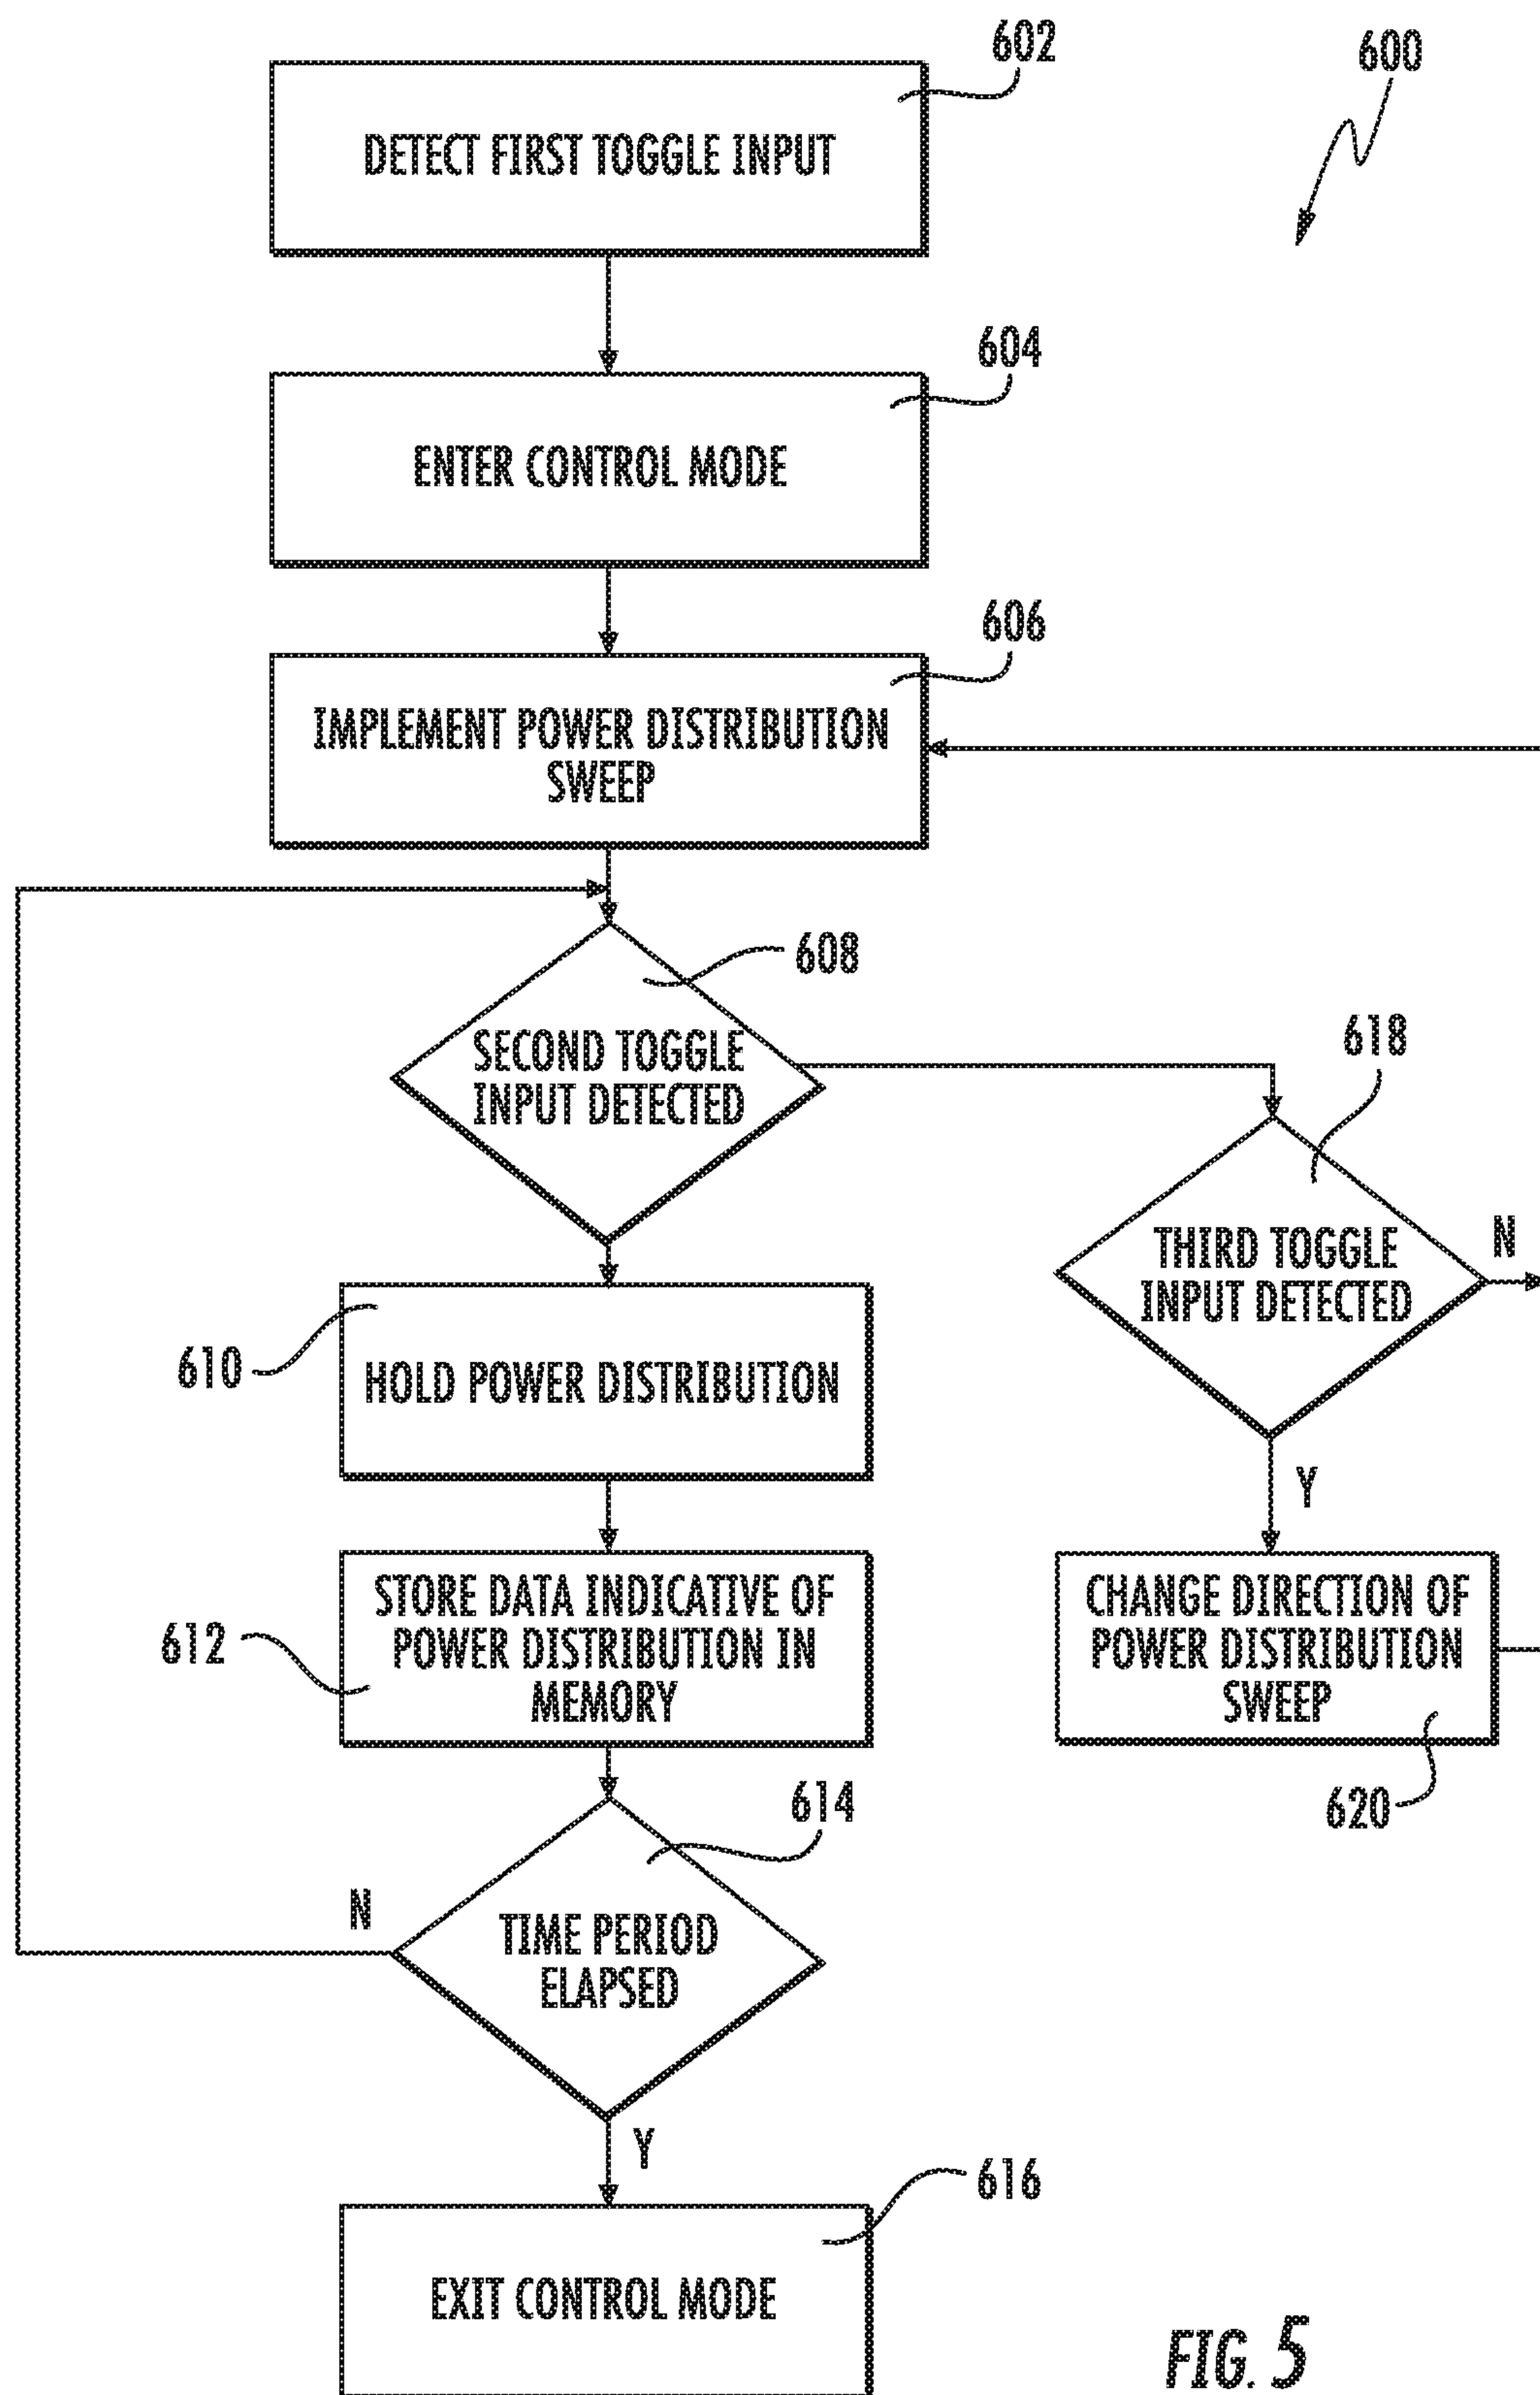 602
600
DETECT FIRST TOGGLE INPUT
604
ENTER CONTROL MODE
606
IMPLEMENT POWER DISTRIBUTION
SWEEP
608
SECOND TOGGLE
INPUT DETECTED
618
THIRD TOGGLE
INPUT DETECTED
N
610
HOLD POWER DISTRIBUTION
Y
612
STORE DATA INDICATIVE OF
POWER DISTRIBUTION IN
MEMORY
CHANGE DIRECTION OF
POWER DISTRIBUTION
SWEEP
620
614
N
TIME PERIOD
ELAPSED
Y
616
EXIT CONTROL MODE
FIG. 5